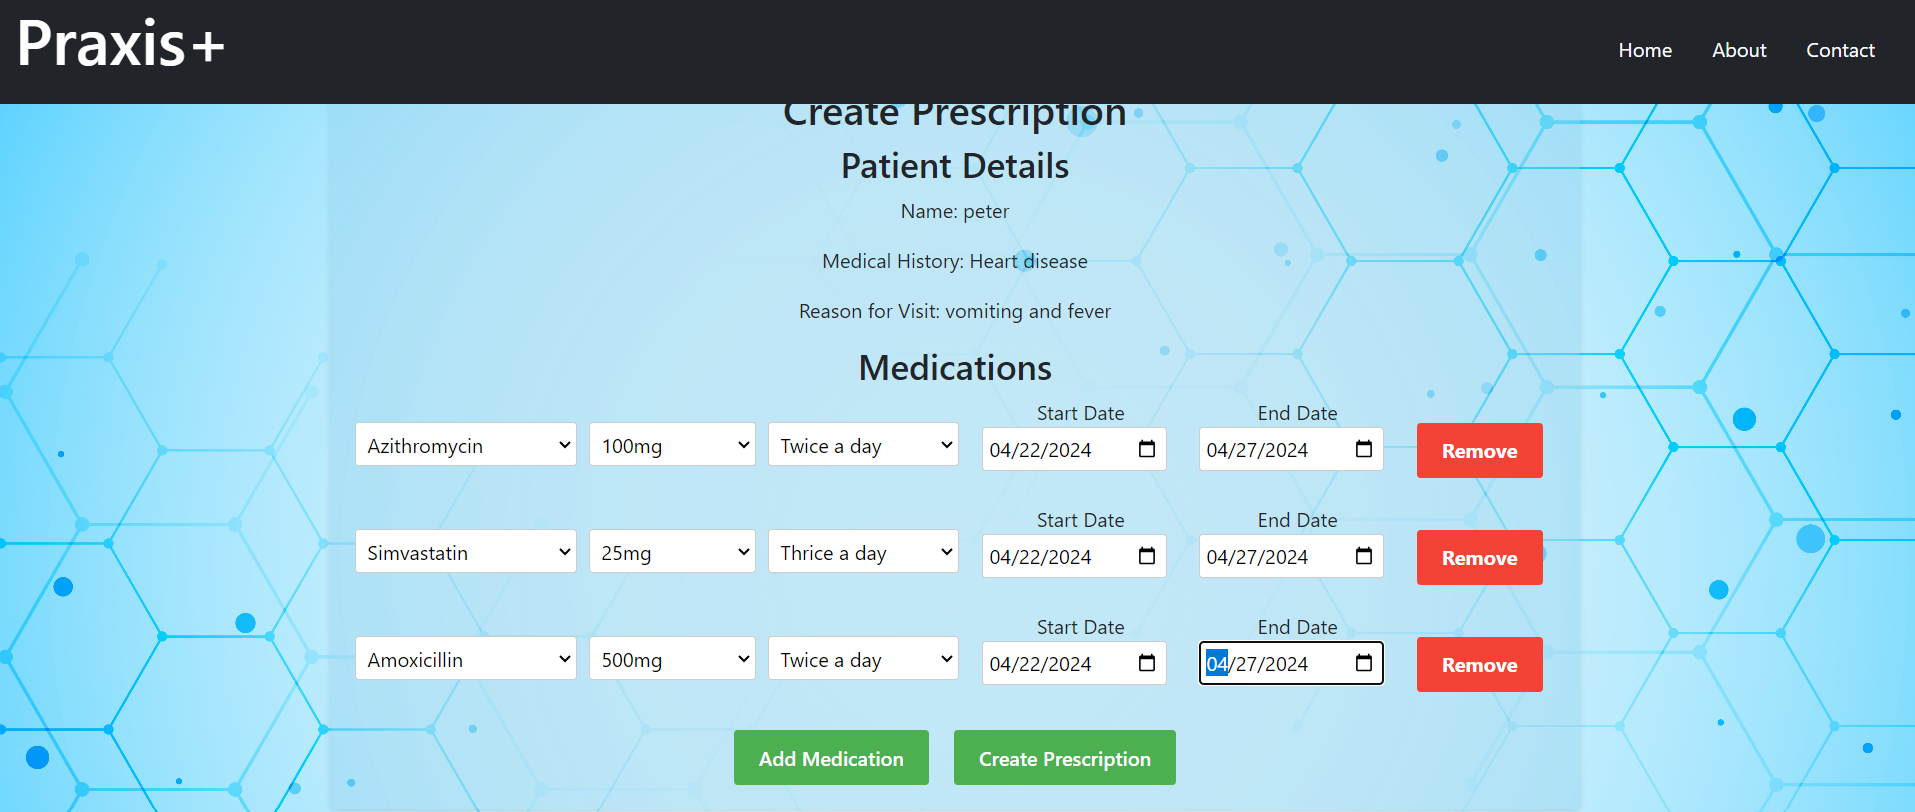 Praxis+
Home About Contact
Create Prescription
Patient Details
Name: peter
Medical History: Heart disease
Reason for Visit: vomiting and fever
Medications
Start Date End Date
Azithromycin 100mg Twice a day 04/22/2024 04/27/2024 Remove
Start Date End Date
Simvastatin 25mg Thrice a day 04/22/2024 04/27/2024 Remove
Start Date End Date
Amoxicillin 500mg Twice a day 04/22/2024 04/27/2024 Remove
Add Medication Create Prescription